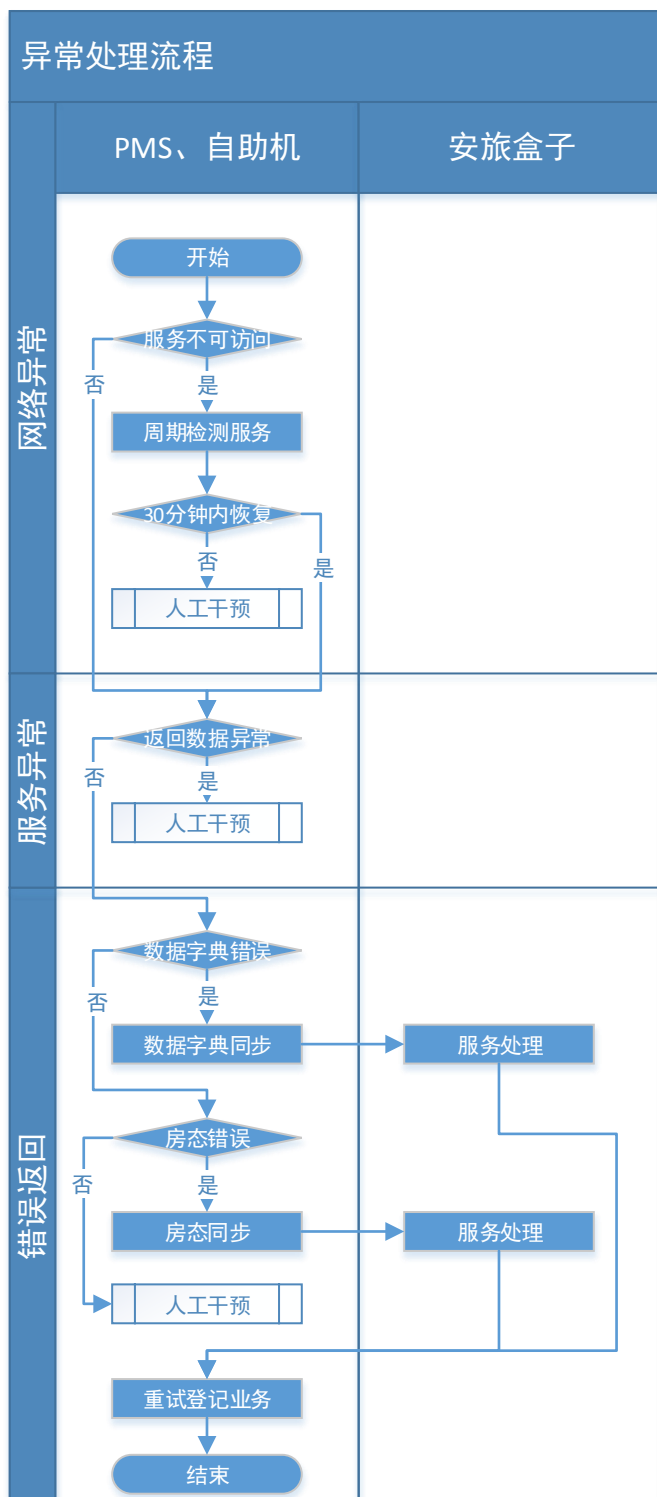 异常处理流程
PMS、自助机
安旅盒子
网络异常
开始
服务不可访问
否
是
周期检测服务
30分钟内恢复
否
是
人工干预
服务异常
返回数据异常
否
是
人工干预
错误返回
数据字典错误
否
是
数据字典同步
服务处理
房态错误
否
是
房态同步
服务处理
人工干预
重试登记业务
结束